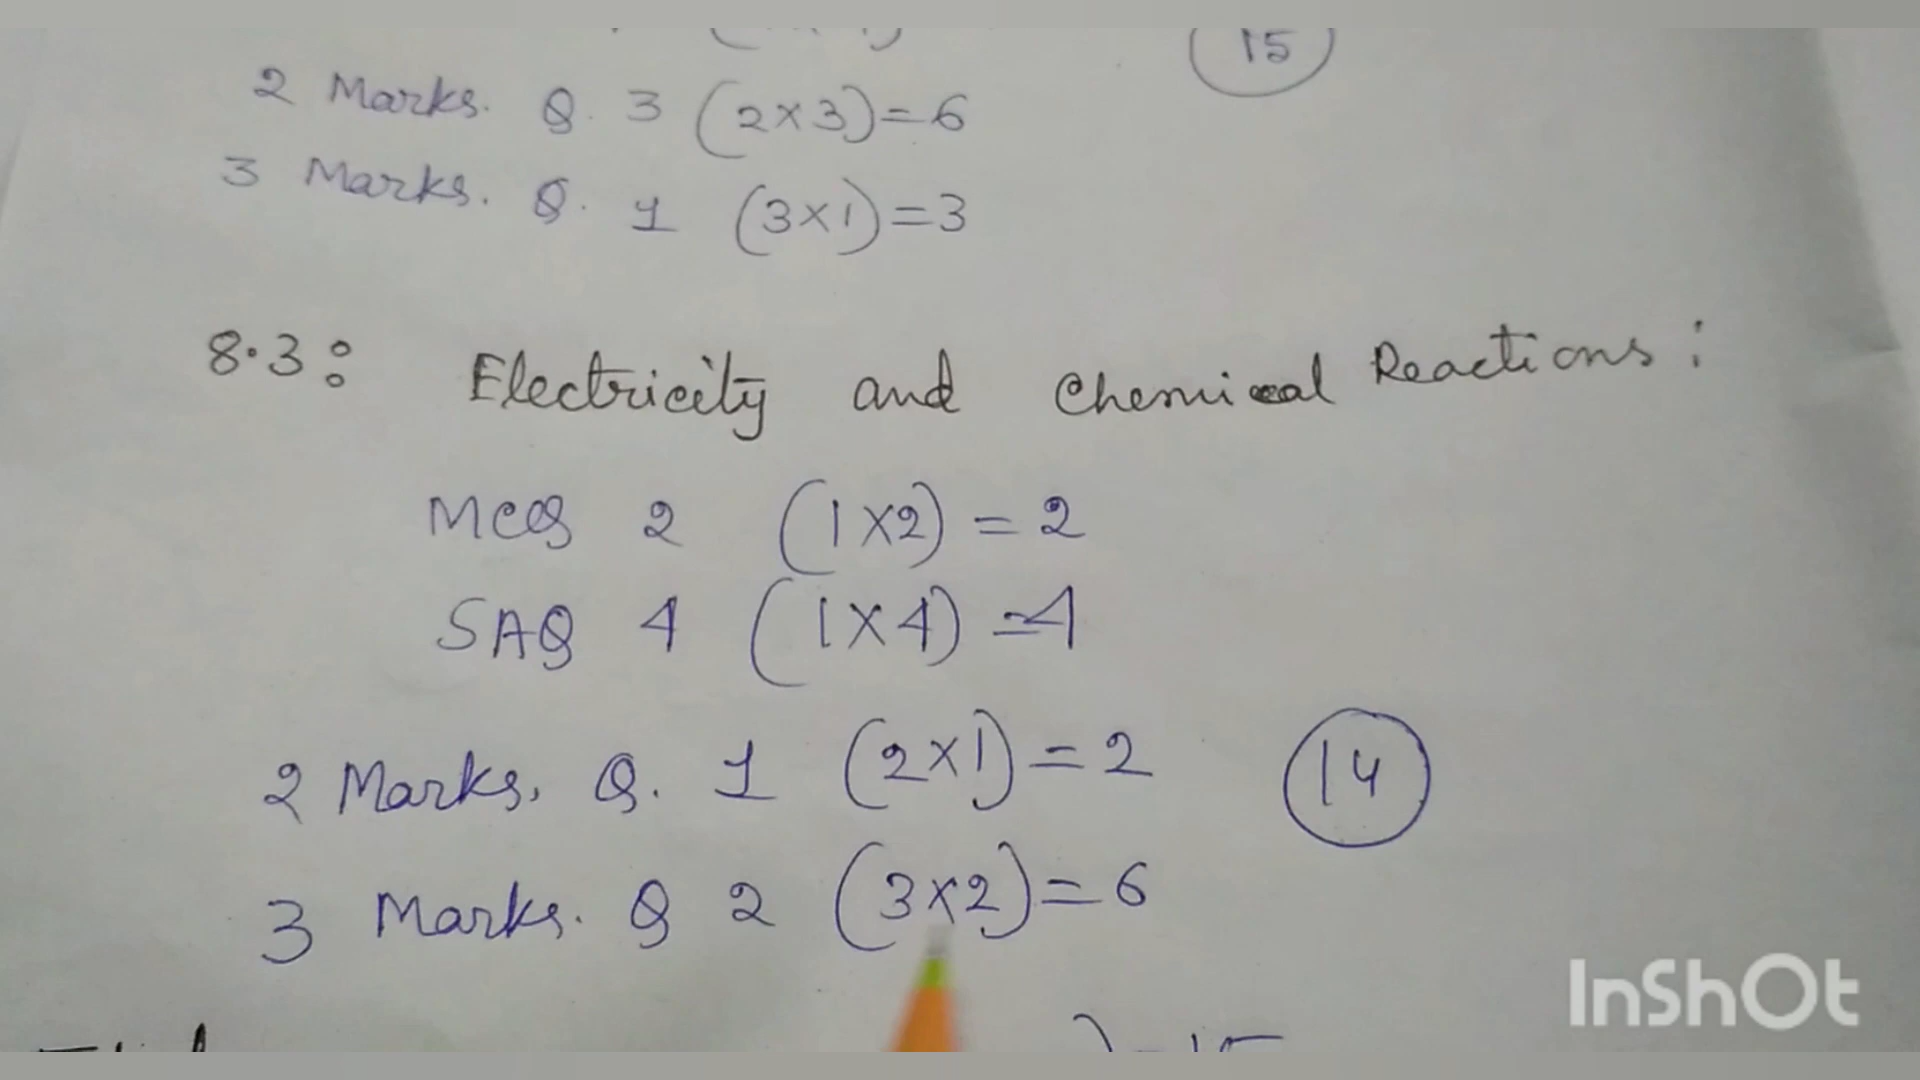 15
2 Marks. Q. 3 (2×3)=6
3 Marks. Q. 1 (3×1)=3
8.3: Electricity and Chemical Reactions:
MCQ 2 (1×2) = 2
SAQ 4 (1×4) = 4
2 Marks. Q. 1 (2×1) = 2
14
3 Marks. Q 2 (3×2) = 6
InShOt